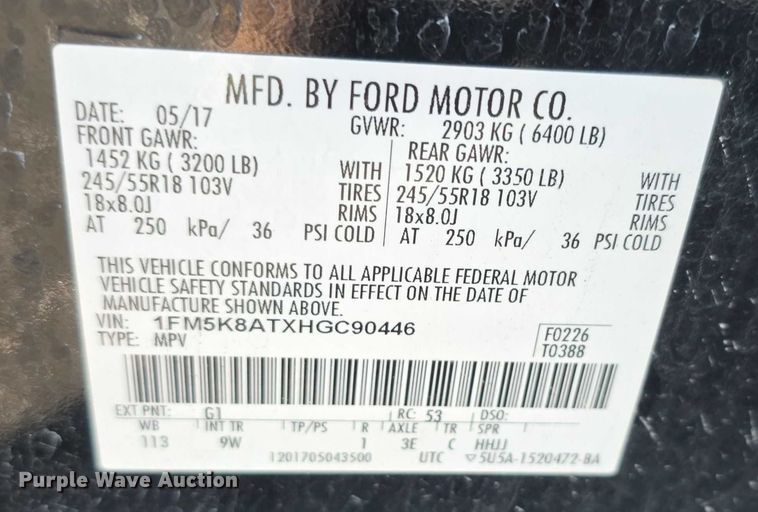 MFD. BY FORD MOTOR CO.
DATE: 05/17 GVWR: 2903 KG ( 6400 LB)
FRONT GAWR: REAR GAWR:
1452 KG ( 3200 LB) WITH 1520 KG ( 3350 LB) WITH
245/55R18 103V TIRES 245/55R18 103V TIRES
18x8.0J RIMS 18x8.0J RIMS
AT 250 kPa/ 36 PSI COLD AT 250 kPa/ 36 PSI COLD
THIS VEHICLE CONFORMS TO ALL APPLICABLE FEDERAL MOTOR
VEHICLE SAFETY STANDARDS IN EFFECT ON THE DATE OF
MANUFACTURE SHOWN ABOVE.
VIN: 1FM5K8ATXHGC90446
TYPE: MPV
F0226
T0388
EXT PNT: G1 RC: 53 DSO:
WB INT TR TP/PS R AXLE TR SPR
113 9W 1 3E C HHJJ
1201705043500 UTC ▽5U5A-1520472-BA
Purple Wave Auction